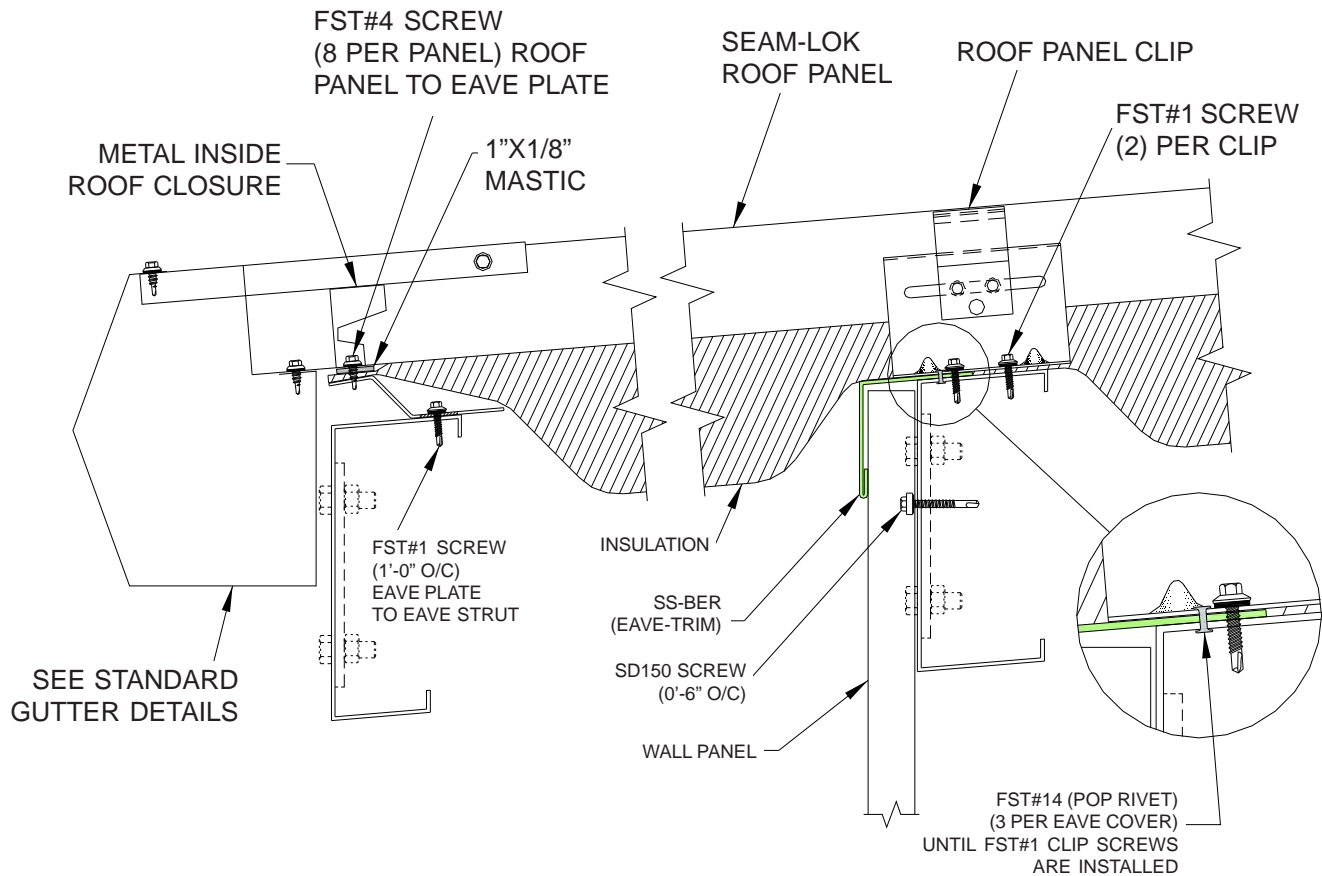 FST#4 SCREW
(8 PER PANEL) ROOF
PANEL TO EAVE PLATE
SEAM-LOK
ROOF PANEL
ROOF PANEL CLIP
FST#1 SCREW
(2) PER CLIP
METAL INSIDE
ROOF CLOSURE
1”X1/8”
MASTIC
FST#1 SCREW
(1’-0” O/C)
EAVE PLATE
TO EAVE STRUT
INSULATION
SS-BER
(EAVE-TRIM)
SD150 SCREW
(0’-6” O/C)
WALL PANEL
SEE STANDARD
GUTTER DETAILS
FST#14 (POP RIVET)
(3 PER EAVE COVER)
UNTIL FST#1 CLIP SCREWS
ARE INSTALLED